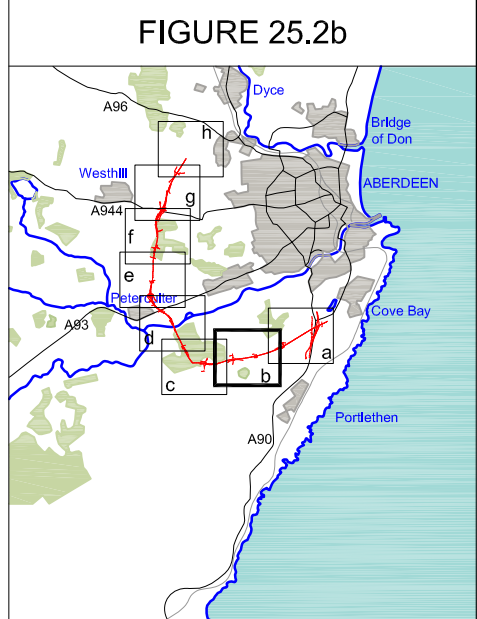 FIGURE 25.2b
Dyce
A96
Bridge
of Don
h
Westhill
ABERDEEN
g
A944
f
e
Peterculter
Cove Bay
A93
d
a
b
c
Portlethen
A90